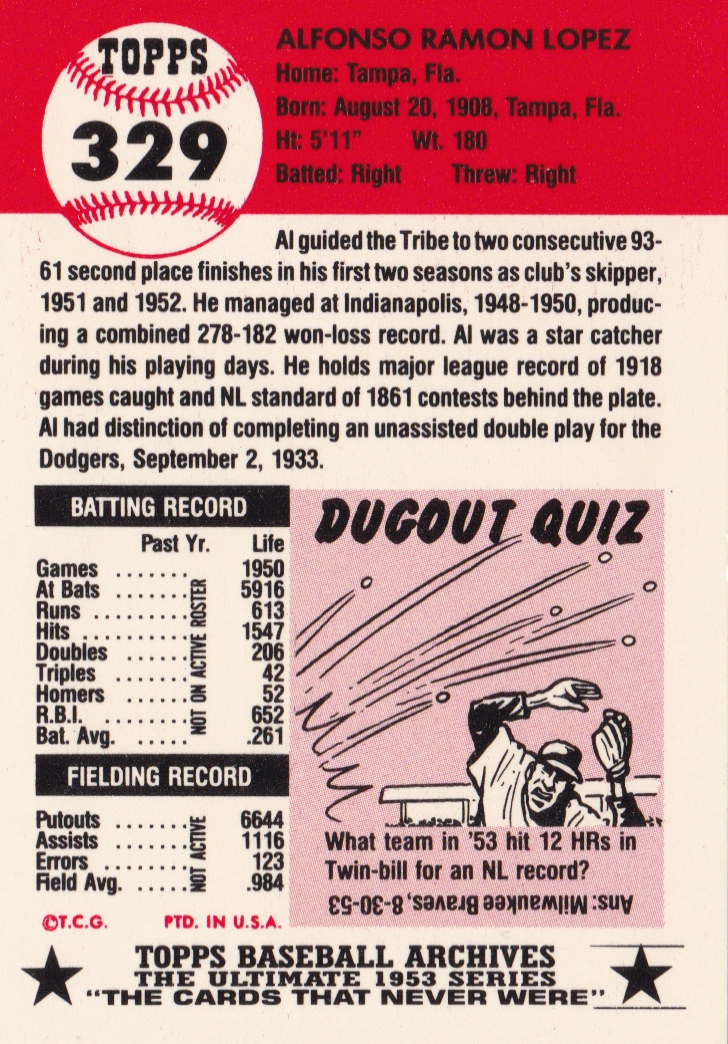 TOPPS
329
ALFONSO RAMON LOPEZ
Home: Tampa, Fla.
Born: August 20, 1908, Tampa, Fla.
Ht: 5'11" Wt. 180
Batted: Right Threw: Right
Al guided the Tribe to two consecutive 93-
61 second place finishes in his first two seasons as club's skipper,
1951 and 1952. He managed at Indianapolis, 1948-1950, produc-
ing a combined 278-182 won-loss record. Al was a star catcher
during his playing days. He holds major league record of 1918
games caught and NL standard of 1861 contests behind the plate.
Al had distinction of completing an unassisted double play for the
Dodgers, September 2, 1933.
BATTING RECORD
Past Yr. Life
Games ....... 1950
At Bats ...... 5916
Runs ....... 613
Hits ........ 1547
Doubles ...... 206
Triples ...... 42
Homers ...... 52
R.B.I. ........ 652
Bat. Avg. ..... .261
NOT ON ACTIVE ROSTER
FIELDING RECORD
Putouts ....... 6644
Assists ....... 1116
Errors ........ 123
Field Avg. ..... .984
NOT ACTIVE
DUGOUT QUIZ
What team in '53 hit 12 HRs in
Twin-bill for an NL record?
Ans: Milwaukee Braves, 8-30-53
©T.C.G. PTD. IN U.S.A.
TOPPS BASEBALL ARCHIVES
THE ULTIMATE 1953 SERIES
"THE CARDS THAT NEVER WERE"